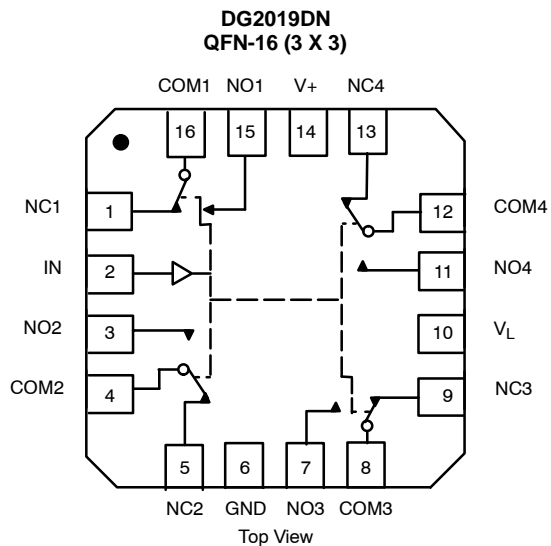 DG2019DN
QFN-16 (3 X 3)
COM1 NO1 V+ NC4
16 15 14 13
NC1 1 12 COM4
IN 2 11 NO4
NO2 3 10 VL
COM2 4 9 NC3
5 6 7 8
NC2 GND NO3 COM3
Top View